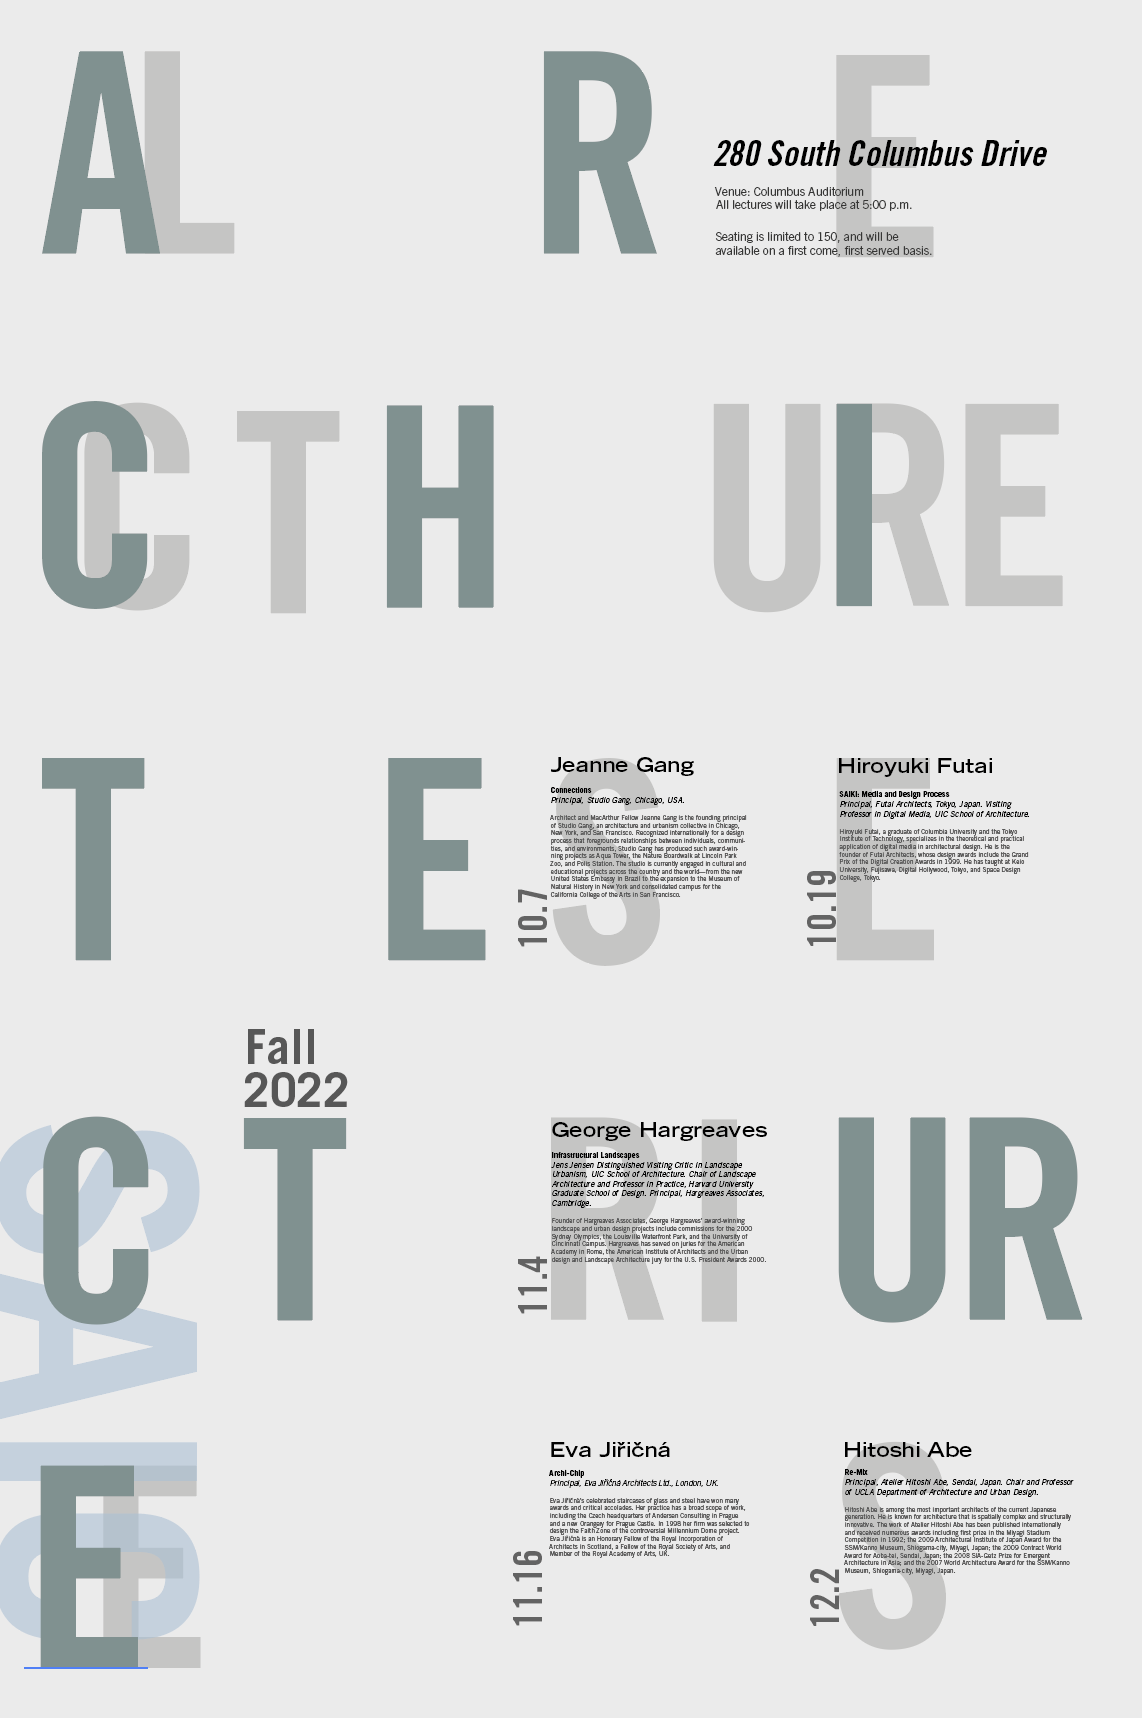 A L R E
280 South Columbus Drive
Venue: Columbus Auditorium
All lectures will take place at 5:00 p.m.
Seating is limited to 150, and will be
available on a first come, first served basis.
C C T H U I R E
T E S E
Jeanne Gang
Connections
Principal, Studio Gang, Chicago, USA.
Architect and MacArthur Fellow Jeanne Gang is the founding principal
of Studio Gang, an architecture and urbanism collective in Chicago,
New York, and San Francisco. Recognized internationally for a design
process that foregrounds relationships between individuals, communi-
ties, and environments, Studio Gang has produced such award-win-
ning projects as Aqua Tower, the Nature Boardwalk at Lincoln Park
Zoo, and Polis Station. The studio is currently engaged in cultural and
educational projects across the country and the world—from the new
United States Embassy in Brazil to the expansion to the Museum of
Natural History in New York and consolidated campus for the
California College of the Arts in San Francisco.
10.7
Hiroyuki Futai
SAIKI: Media and Design Process
Principal, Futai Architects, Tokyo, Japan. Visiting
Professor in Digital Media, UIC School of Architecture.
Hiroyuki Futai, a graduate of Columbia University and the Tokyo
Institute of Technology, specializes in the theoretical and practical
application of digital media in architectural design. He is the
founder of Futai Architects, whose design awards include the Grand
Prix of the Digital Creation Awards in 1999. He has taught at Keio
University, Fujisawa, Digital Hollywood, Tokyo, and Space Design
College, Tokyo.
10.19
Fall
2022
C T R I U R
George Hargreaves
Infrastructural Landscapes
Jens Jensen Distinguished Visiting Critic in Landscape
Urbanism, UIC School of Architecture. Chair of Landscape
Architecture and Professor in Practice, Harvard University
Graduate School of Design. Principal, Hargreaves Associates,
Cambridge.
Founder of Hargreaves Associates, George Hargreaves' award-winning
landscape and urban design projects include commissions for the 2000
Sydney Olympics, the Louisville Waterfront Park, and the University of
Cincinnati Campus. Hargreaves has served on juries for the American
Academy in Rome, the American Institute of Architects and the Urban
design and Landscape Architecture jury for the U.S. President Awards 2000.
11.4
SAIC
E L S
Eva Jiřičná
Archi-Chip
Principal, Eva Jiřičná Architects Ltd., London, UK.
Eva Jiřičná's celebrated staircases of glass and steel have won many
awards and critical accolades. Her practice has a broad scope of work,
including the Czech headquarters of Andersen Consulting in Prague
and a new Orangery for Prague Castle. In 1998 her firm was selected to
design the Faith Zone of the controversial Millennium Dome project.
Eva Jiřičná is an Honorary Fellow of the Royal Incorporation of
Architects in Scotland, a Fellow of the Royal Society of Arts, and
Member of the Royal Academy of Arts, UK.
11.16
Hitoshi Abe
Re-Mix
Principal, Atelier Hitoshi Abe, Sendai, Japan. Chair and Professor
of UCLA Department of Architecture and Urban Design.
Hitoshi Abe is among the most important architects of the current Japanese
generation. He is known for architecture that is spatially complex and structurally
innovative. The work of Atelier Hitoshi Abe has been published internationally
and received numerous awards including first prize in the Miyagi Stadium
Competition in 1992; the 2009 Architectural Institute of Japan Award for the
SSM/Kanno Museum, Shiogama-city, Miyagi, Japan; the 2009 Contract World
Award for Aoba-tei, Sendai, Japan; the 2008 SIA-Getz Prize for Emergent
Architecture in Asia; and the 2007 World Architecture Award for the SSM/Kanno
Museum, Shiogama-city, Miyagi, Japan.
12.2